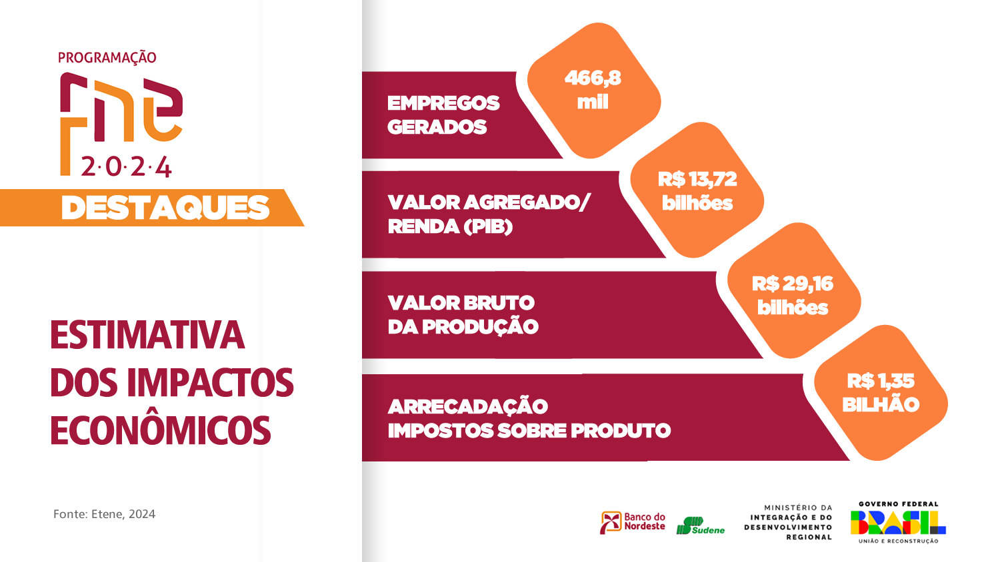 PROGRAMAÇÃO
fne
2·0·2·4
DESTAQUES
ESTIMATIVA
DOS IMPACTOS
ECONÔMICOS
Fonte: Etene, 2024
EMPREGOS
GERADOS
466,8
mil
VALOR AGREGADO/
RENDA (PIB)
R$ 13,72
bilhões
VALOR BRUTO
DA PRODUÇÃO
R$ 29,16
bilhões
ARRECADAÇÃO
IMPOSTOS SOBRE PRODUTO
R$ 1,35
BILHÃO
Banco do
Nordeste
Sudene
MINISTÉRIO DA
INTEGRAÇÃO E DO
DESENVOLVIMENTO
REGIONAL
GOVERNO FEDERAL
BRASIL
UNIÃO E RECONSTRUÇÃO